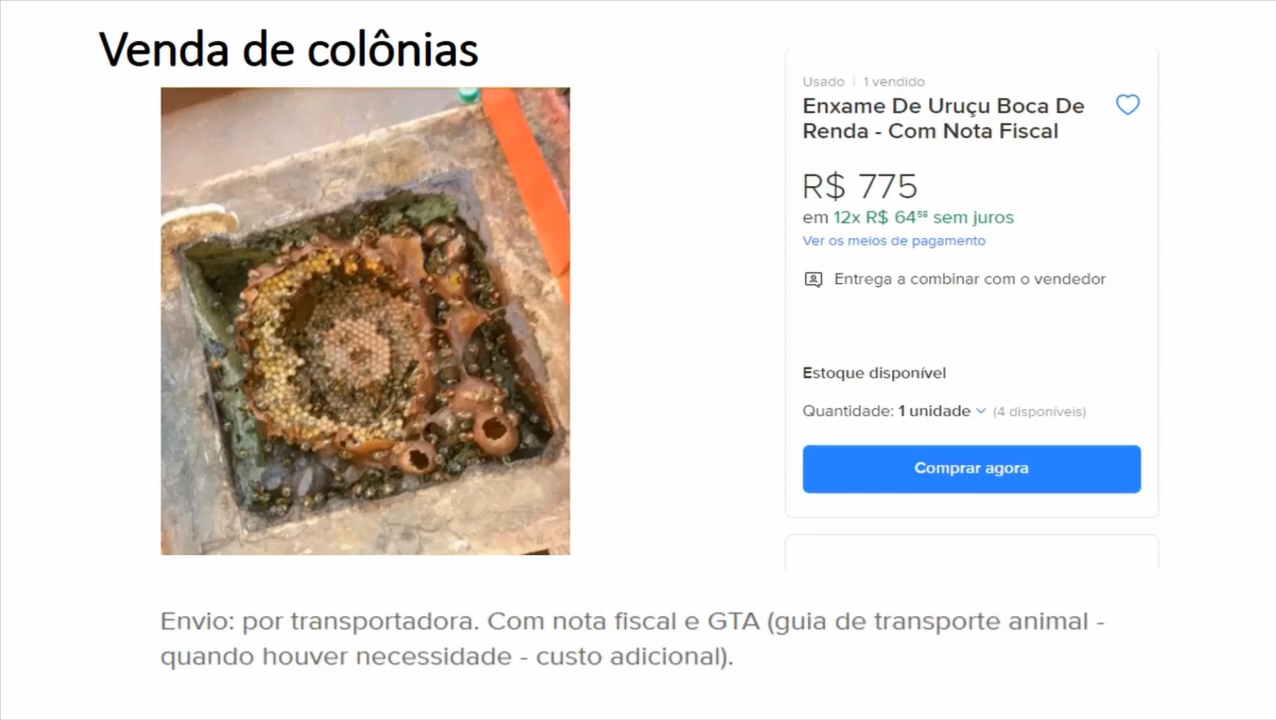 Venda de colônias
Usado | 1 vendido
Enxame De Uruçu Boca De
Renda - Com Nota Fiscal
R$ 775
em 12x R$ 64⁵⁸ sem juros
Ver os meios de pagamento
Entrega a combinar com o vendedor
Estoque disponível
Quantidade: 1 unidade (4 disponíveis)
Comprar agora
Envio: por transportadora. Com nota fiscal e GTA (guia de transporte animal -
quando houver necessidade - custo adicional).